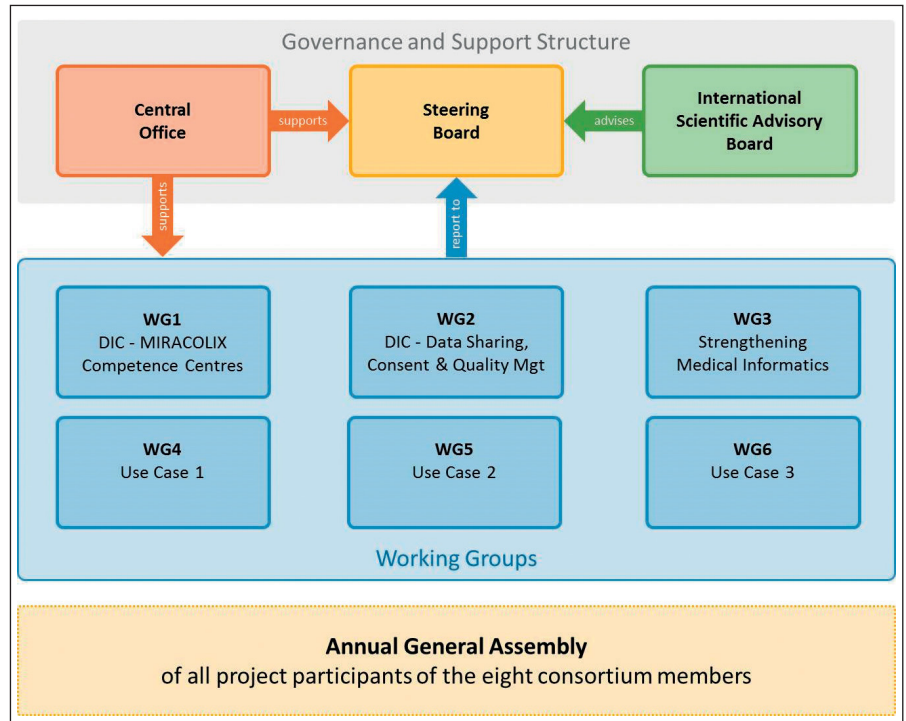 Governance and Support Structure
Central
Office
supports
Steering
Board
advises
International
Scientific Advisory
Board
supports
report to
WG1
DIC - MIRACOLIX
Competence Centres
WG2
DIC - Data Sharing,
Consent & Quality Mgt
WG3
Strengthening
Medical Informatics
WG4
Use Case 1
WG5
Use Case 2
WG6
Use Case 3
Working Groups
Annual General Assembly
of all project participants of the eight consortium members